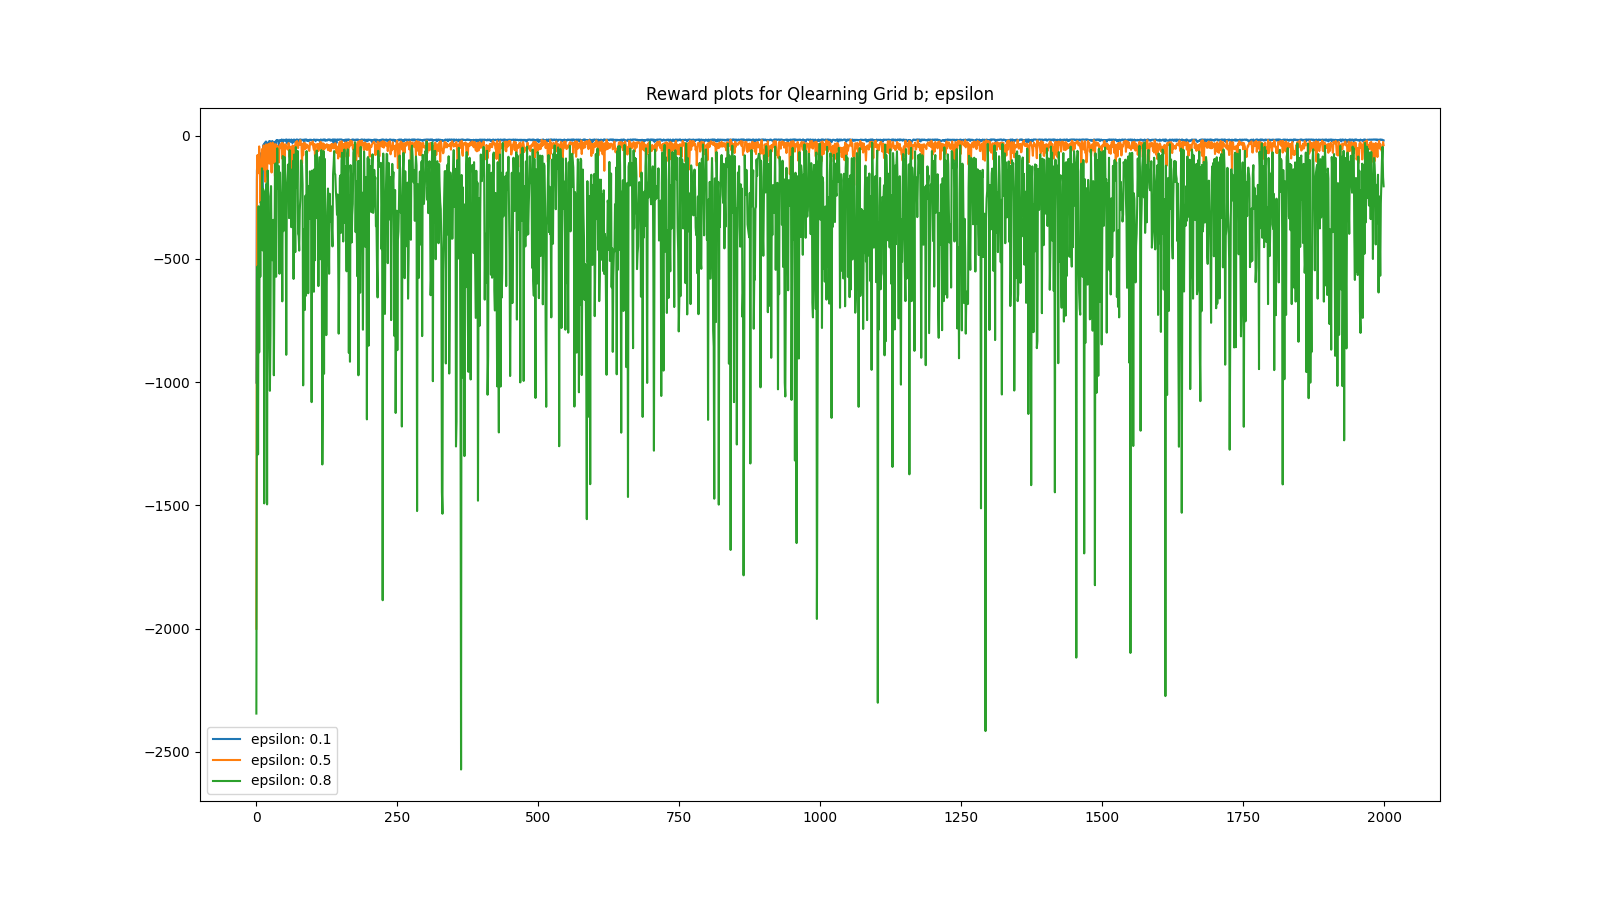 Reward plots for Qlearning Grid b; epsilon
0
−500
−1000
−1500
−2000
−2500
epsilon: 0.1
epsilon: 0.5
epsilon: 0.8
0 250 500 750 1000 1250 1500 1750 2000